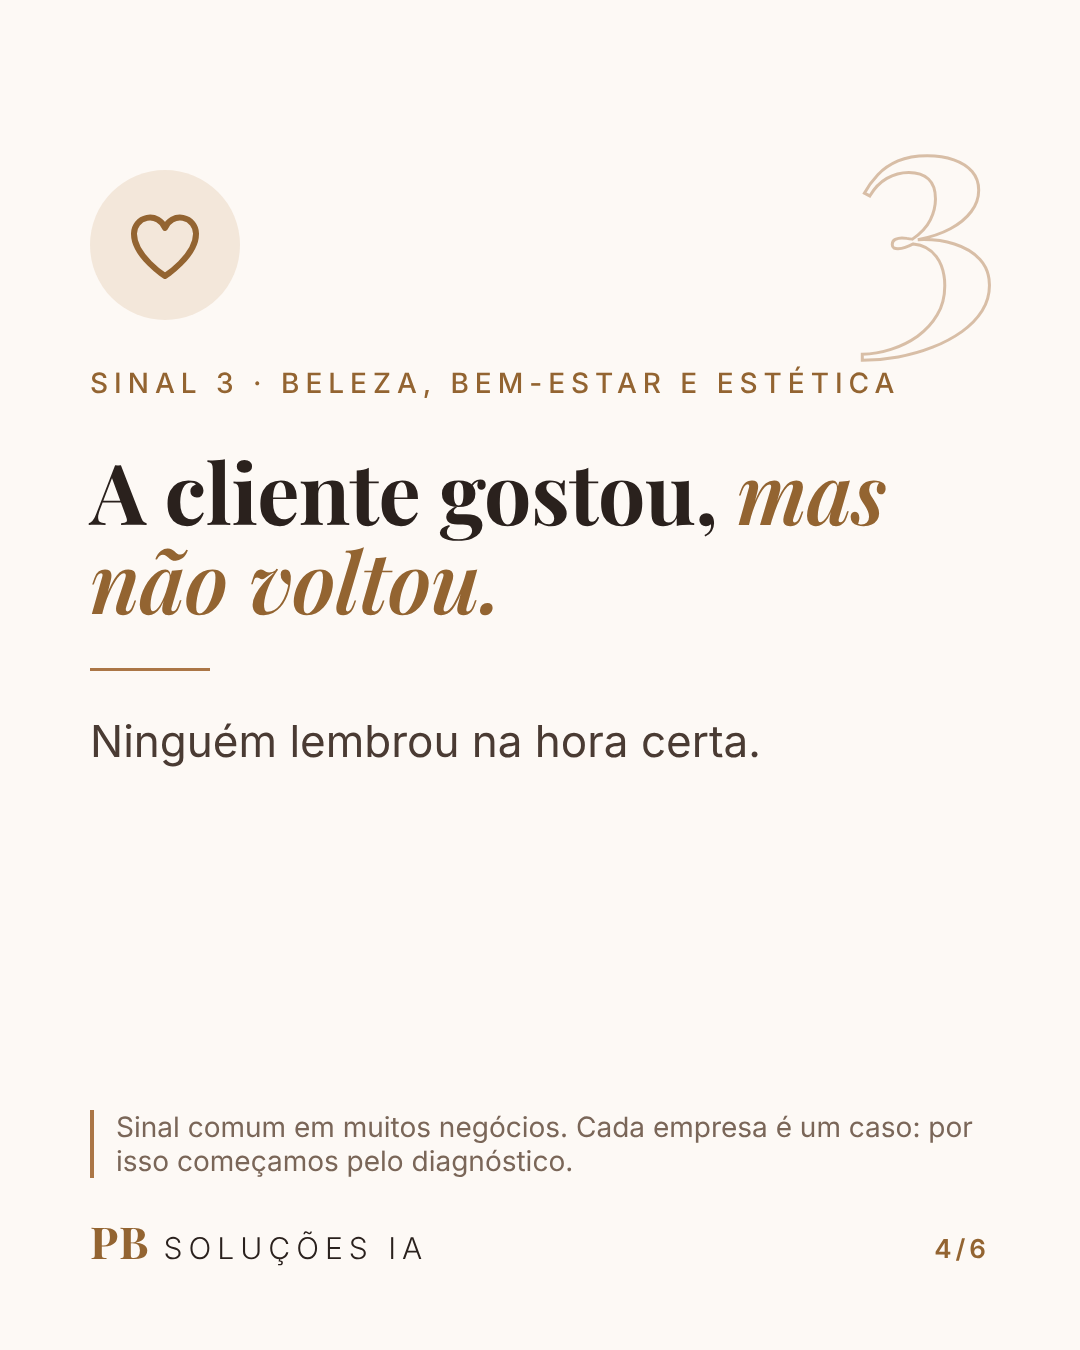 3
SINAL 3 · BELEZA, BEM-ESTAR E ESTÉTICA
A cliente gostou, mas
não voltou.
Ninguém lembrou na hora certa.
Sinal comum em muitos negócios. Cada empresa é um caso: por
isso começamos pelo diagnóstico.
PB SOLUÇÕES IA
4/6